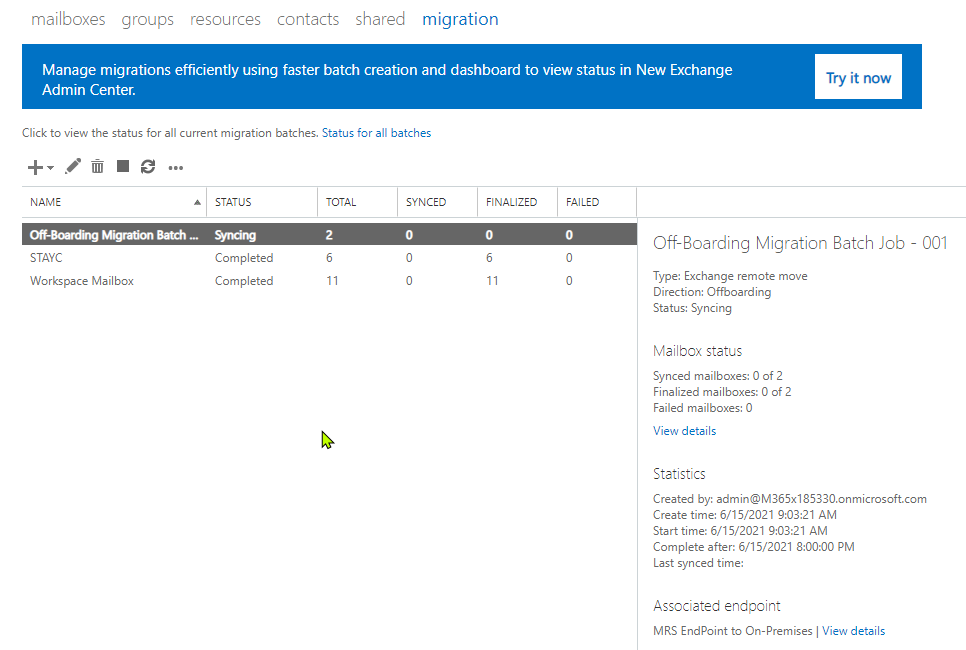 mailboxes groups resources contacts shared migration
Manage migrations efficiently using faster batch creation and dashboard to view status in New Exchange
Admin Center.
Try it now
Click to view the status for all current migration batches. Status for all batches
NAME STATUS TOTAL SYNCED FINALIZED FAILED
Off-Boarding Migration Batch ... Syncing 2 0 0 0
STAYC Completed 6 0 6 0
Workspace Mailbox Completed 11 0 11 0
Off-Boarding Migration Batch Job - 001
Type: Exchange remote move
Direction: Offboarding
Status: Syncing
Mailbox status
Synced mailboxes: 0 of 2
Finalized mailboxes: 0 of 2
Failed mailboxes: 0
View details
Statistics
Created by: admin@M365x185330.onmicrosoft.com
Create time: 6/15/2021 9:03:21 AM
Start time: 6/15/2021 9:03:21 AM
Complete after: 6/15/2021 8:00:00 PM
Last synced time:
Associated endpoint
MRS EndPoint to On-Premises | View details